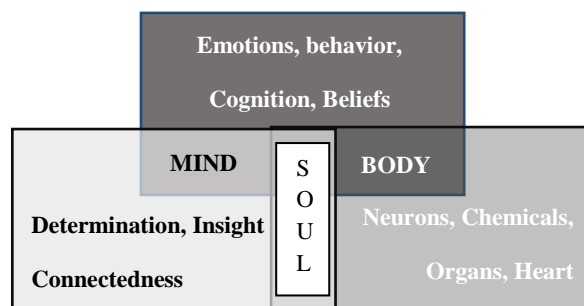 Emotions, behavior,
Cognition, Beliefs
MIND
BODY
S
O
U
L
Determination, Insight
Connectedness
Neurons, Chemicals,
Organs, Heart